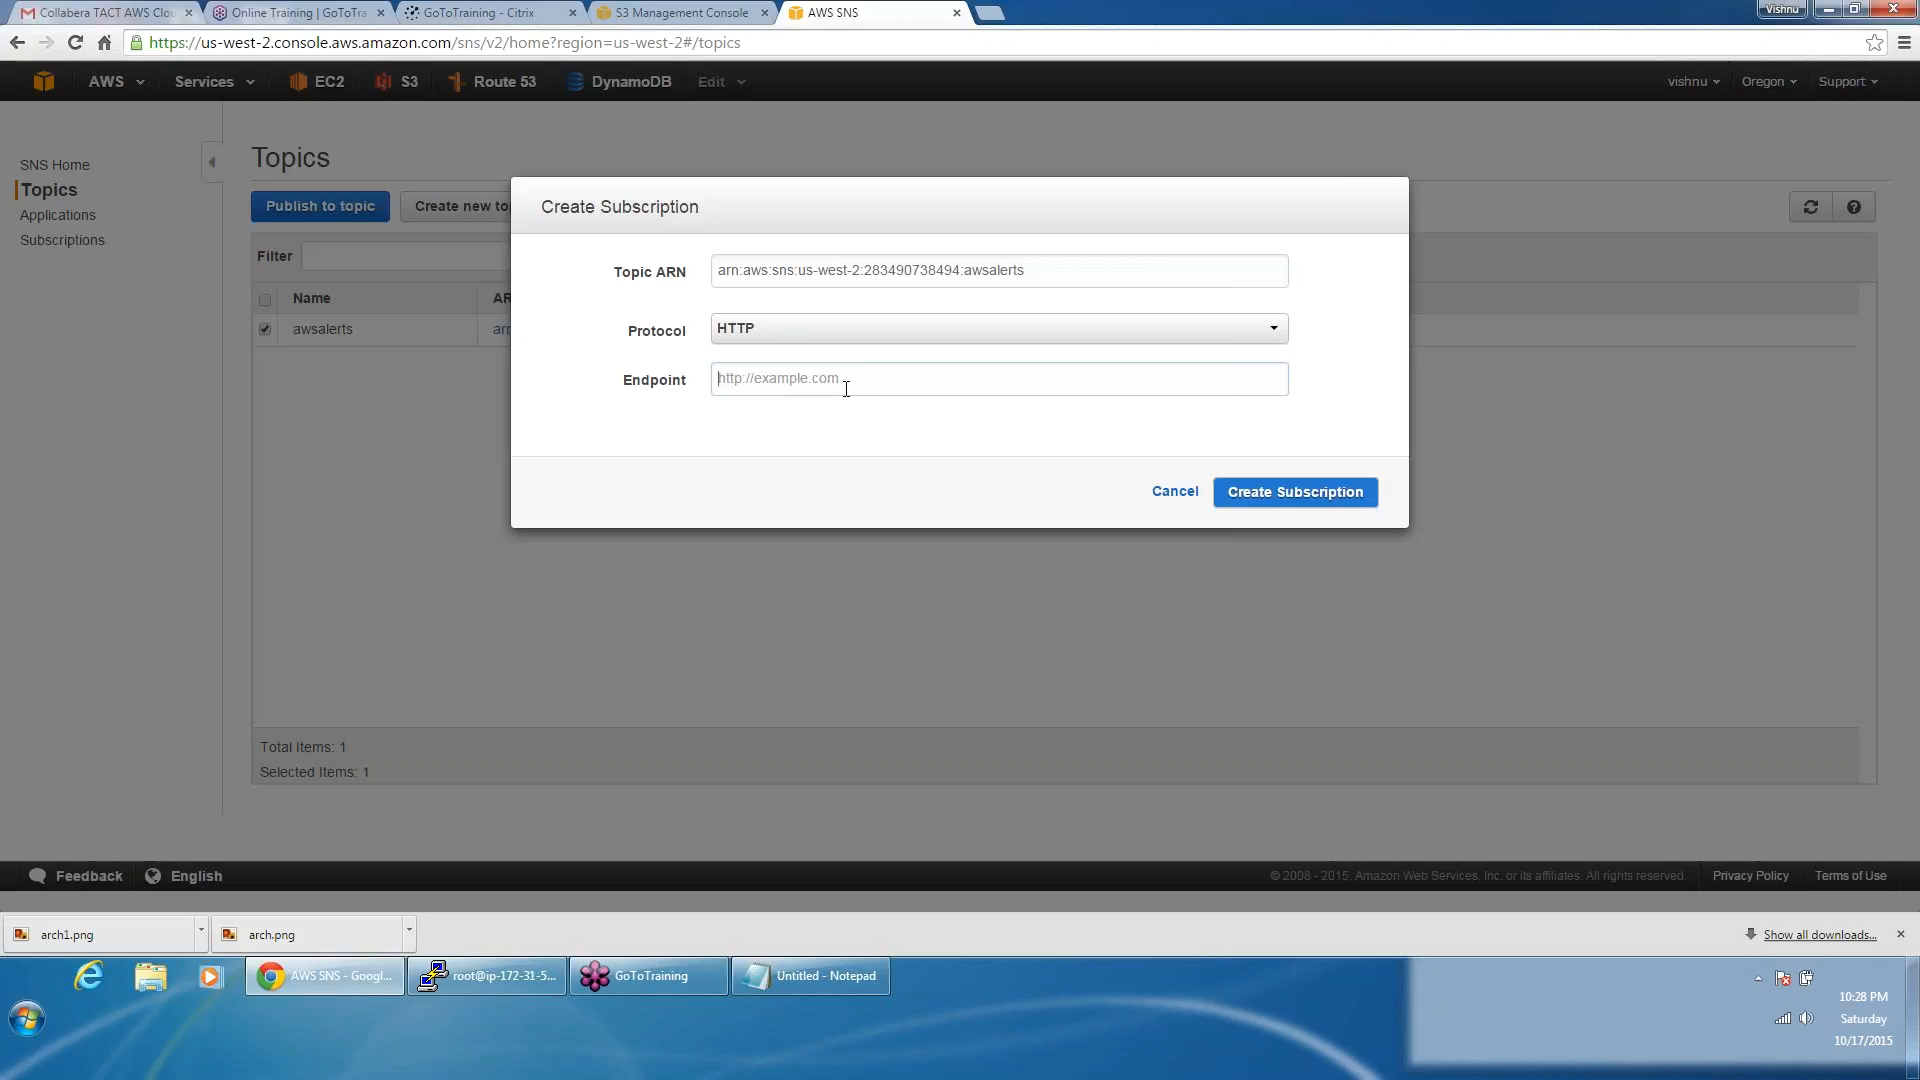 Collabera TACT AWS Clou
Online Training | GoToTra
GoToTraining - Citrix
S3 Management Console
AWS SNS
Vishnu
https://us-west-2.console.aws.amazon.com/sns/v2/home?region=us-west-2#/topics
AWS
Services
EC2
S3
Route 53
DynamoDB
Edit
vishnu
Oregon
Support
SNS Home
Topics
Applications
Subscriptions
Topics
Publish to topic
Create new to
Filter
Name
AR
awsalerts
arn
Create Subscription
Topic ARN
arn:aws:sns:us-west-2:283490738494:awsalerts
Protocol
HTTP
Endpoint
http://example.com
Cancel
Create Subscription
Total Items: 1
Selected Items: 1
Feedback
English
© 2008 - 2015, Amazon Web Services, Inc. or its affiliates. All rights reserved.
Privacy Policy
Terms of Use
arch1.png
arch.png
Show all downloads...
AWS SNS - Googl...
root@ip-172-31-5...
GoToTraining
Untitled - Notepad
10:28 PM
Saturday
10/17/2015